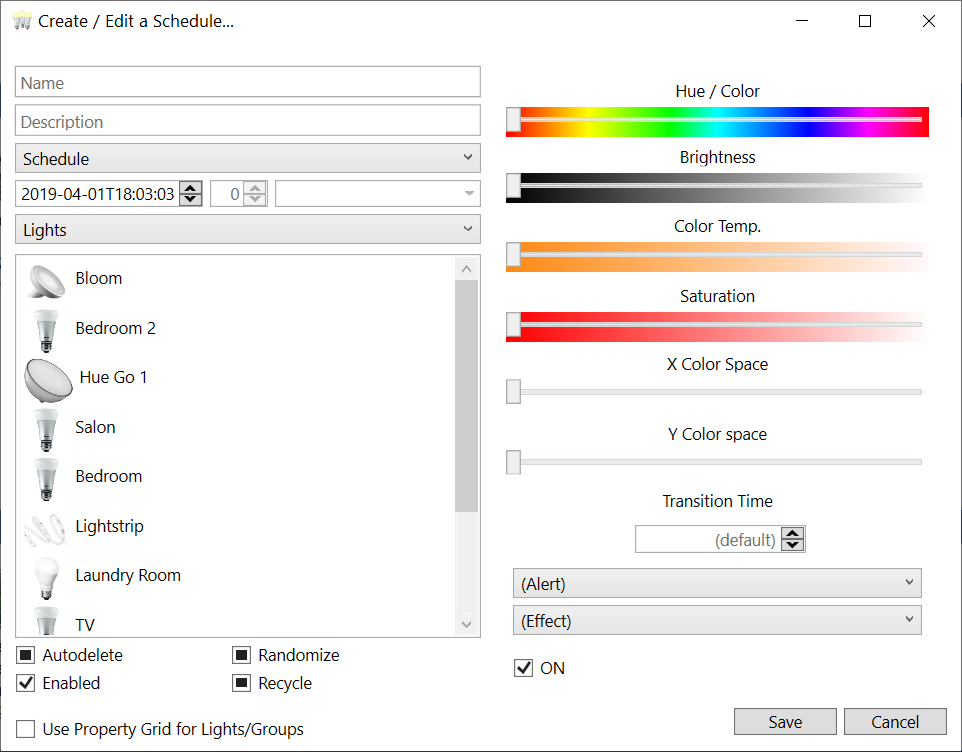 Create / Edit a Schedule...
Name
Description
Schedule
2019-04-01T18:03:03 0
Lights
Bloom
Bedroom 2
Hue Go 1
Salon
Bedroom
Lightstrip
Laundry Room
TV
Autodelete Randomize
Enabled Recycle
Use Property Grid for Lights/Groups
Hue / Color
Brightness
Color Temp.
Saturation
X Color Space
Y Color space
Transition Time
(default)
(Alert)
(Effect)
ON
Save Cancel